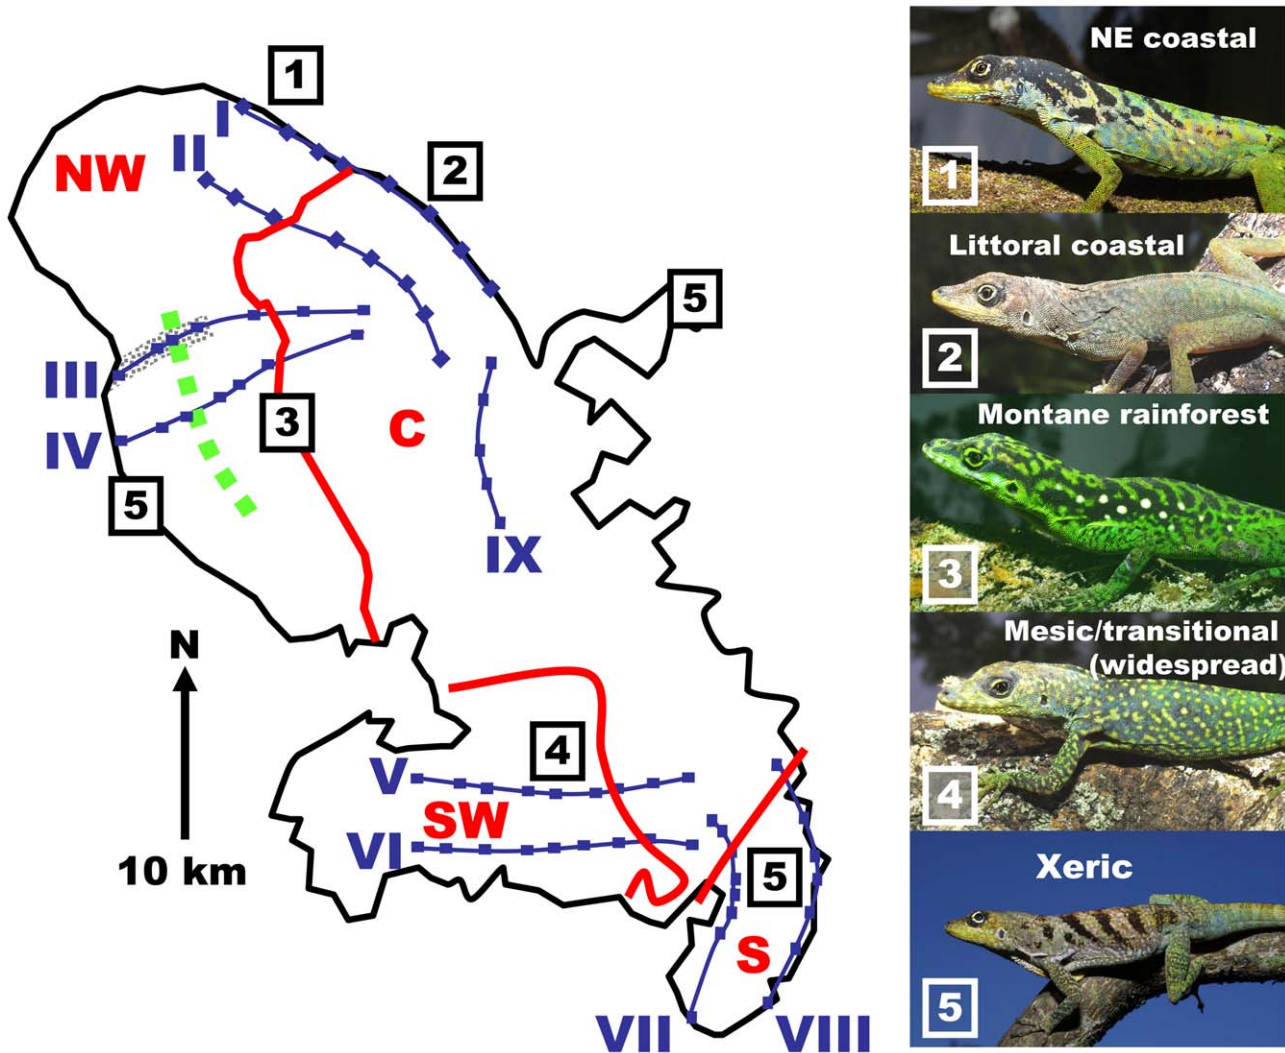 1
I
II
NW
2
5
III
IV
3
C
5
IX
N
10 km
4
V
SW
VI
5
S
VII
VIII
NE coastal
1
Littoral coastal
2
Montane rainforest
3
Mesic/transitional
(widespread)
4
Xeric
5